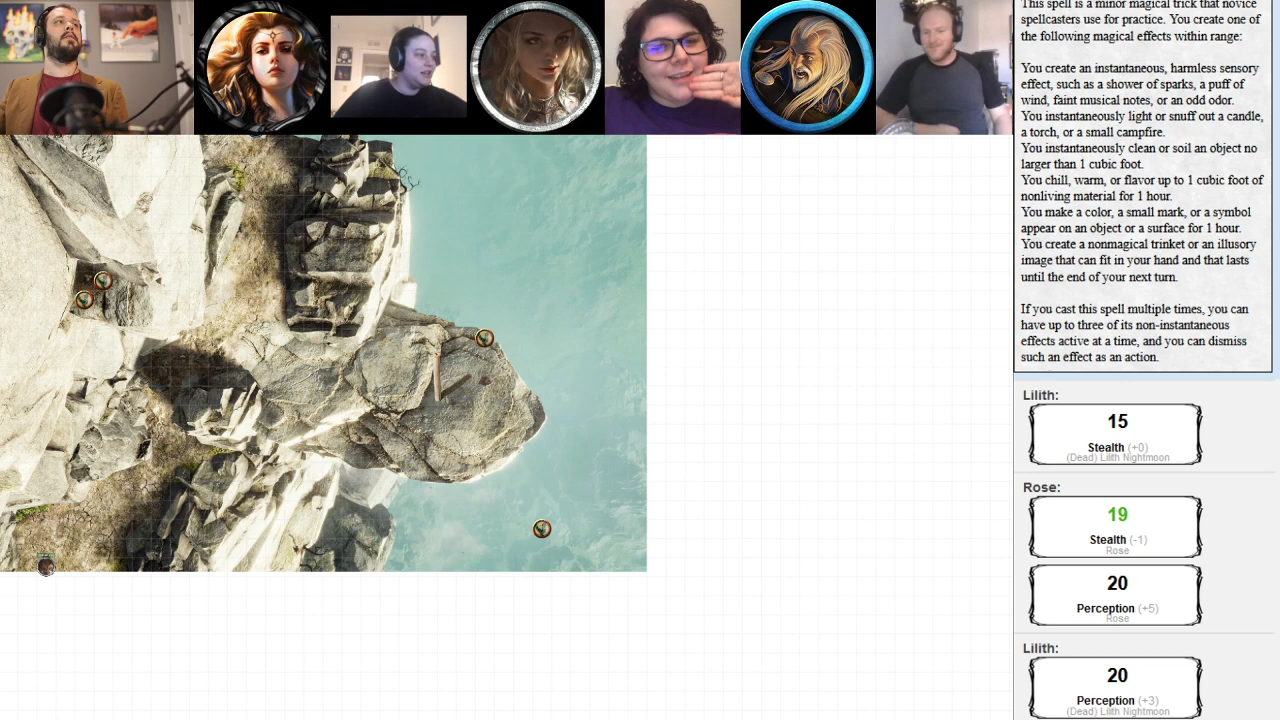 This spell is a minor magical trick that novice
spellcasters use for practice. You create one of
the following magical effects within range:
You create an instantaneous, harmless sensory
effect, such as a shower of sparks, a puff of
wind, faint musical notes, or an odd odor.
You instantaneously light or snuff out a candle,
a torch, or a small campfire.
You instantaneously clean or soil an object no
larger than 1 cubic foot.
You chill, warm, or flavor up to 1 cubic foot of
nonliving material for 1 hour.
You make a color, a small mark, or a symbol
appear on an object or a surface for 1 hour.
You create a nonmagical trinket or an illusory
image that can fit in your hand and that lasts
until the end of your next turn.
If you cast this spell multiple times, you can
have up to three of its non-instantaneous
effects active at a time, and you can dismiss
such an effect as an action.
Lilith:
15
Stealth (+0)
(Dead) Lilith Nightmoon
Rose:
19
Stealth (-1)
Rose
20
Perception (+5)
Rose
Lilith:
20
Perception (+3)
(Dead) Lilith Nightmoon